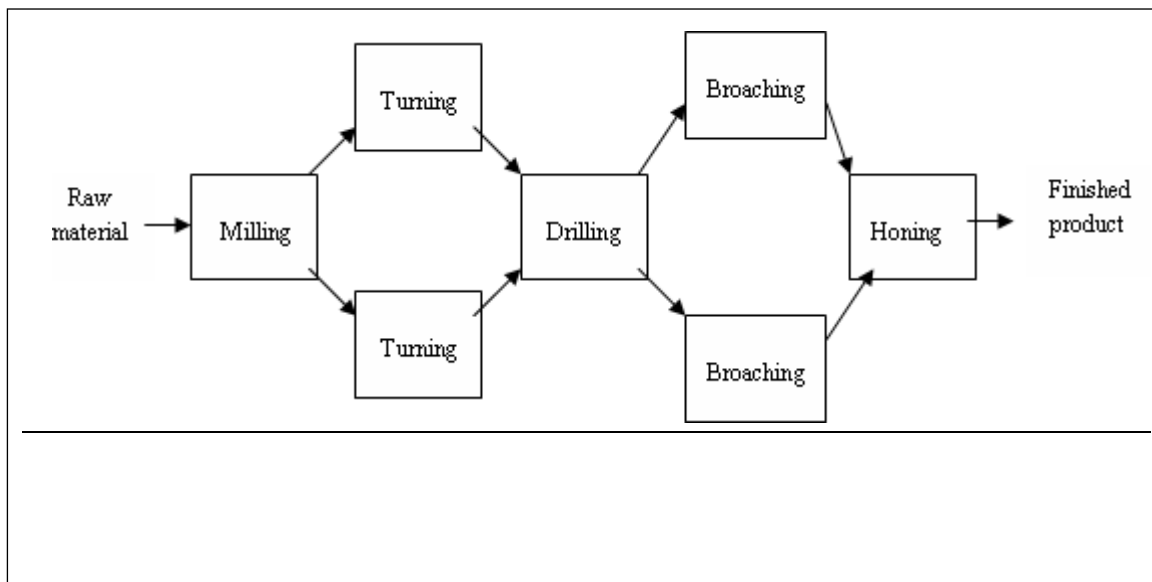 Raw
material
Milling
Turning
Turning
Drilling
Broaching
Broaching
Honing
Finished
product